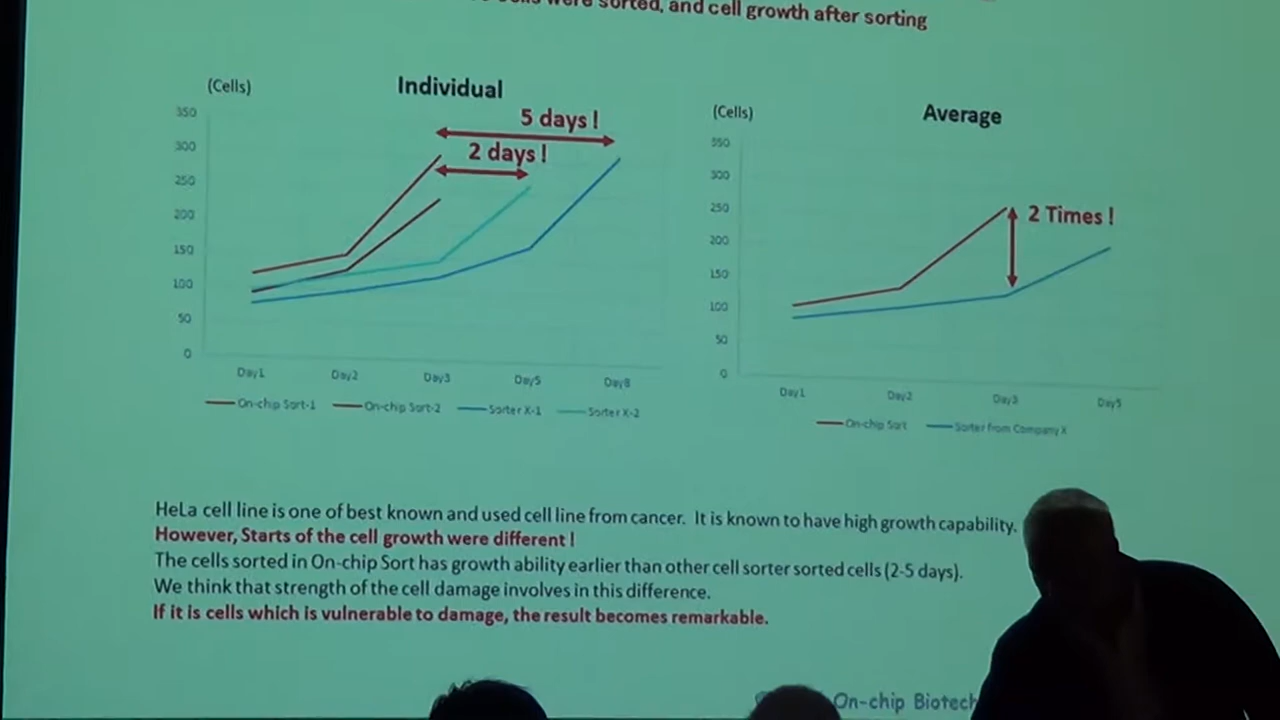 were sorted, and cell growth after sorting
(Cells)
Individual
350
300
250
200
150
100
50
0
5 days !
2 days !
Day1
Day2
Day3
Day5
Day8
On-chip Sort-1
On-chip Sort-2
Sorter X-1
Sorter X-2
(Cells)
Average
350
300
250
200
150
100
50
0
2 Times !
Day1
Day2
Day3
Day5
On-chip Sort
Sorter from Company X
HeLa cell line is one of best known and used cell line from cancer. It is known to have high growth capability.
However, Starts of the cell growth were different !
The cells sorted in On-chip Sort has growth ability earlier than other cell sorter sorted cells (2-5 days).
We think that strength of the cell damage involves in this difference.
If it is cells which is vulnerable to damage, the result becomes remarkable.
On-chip Biotech